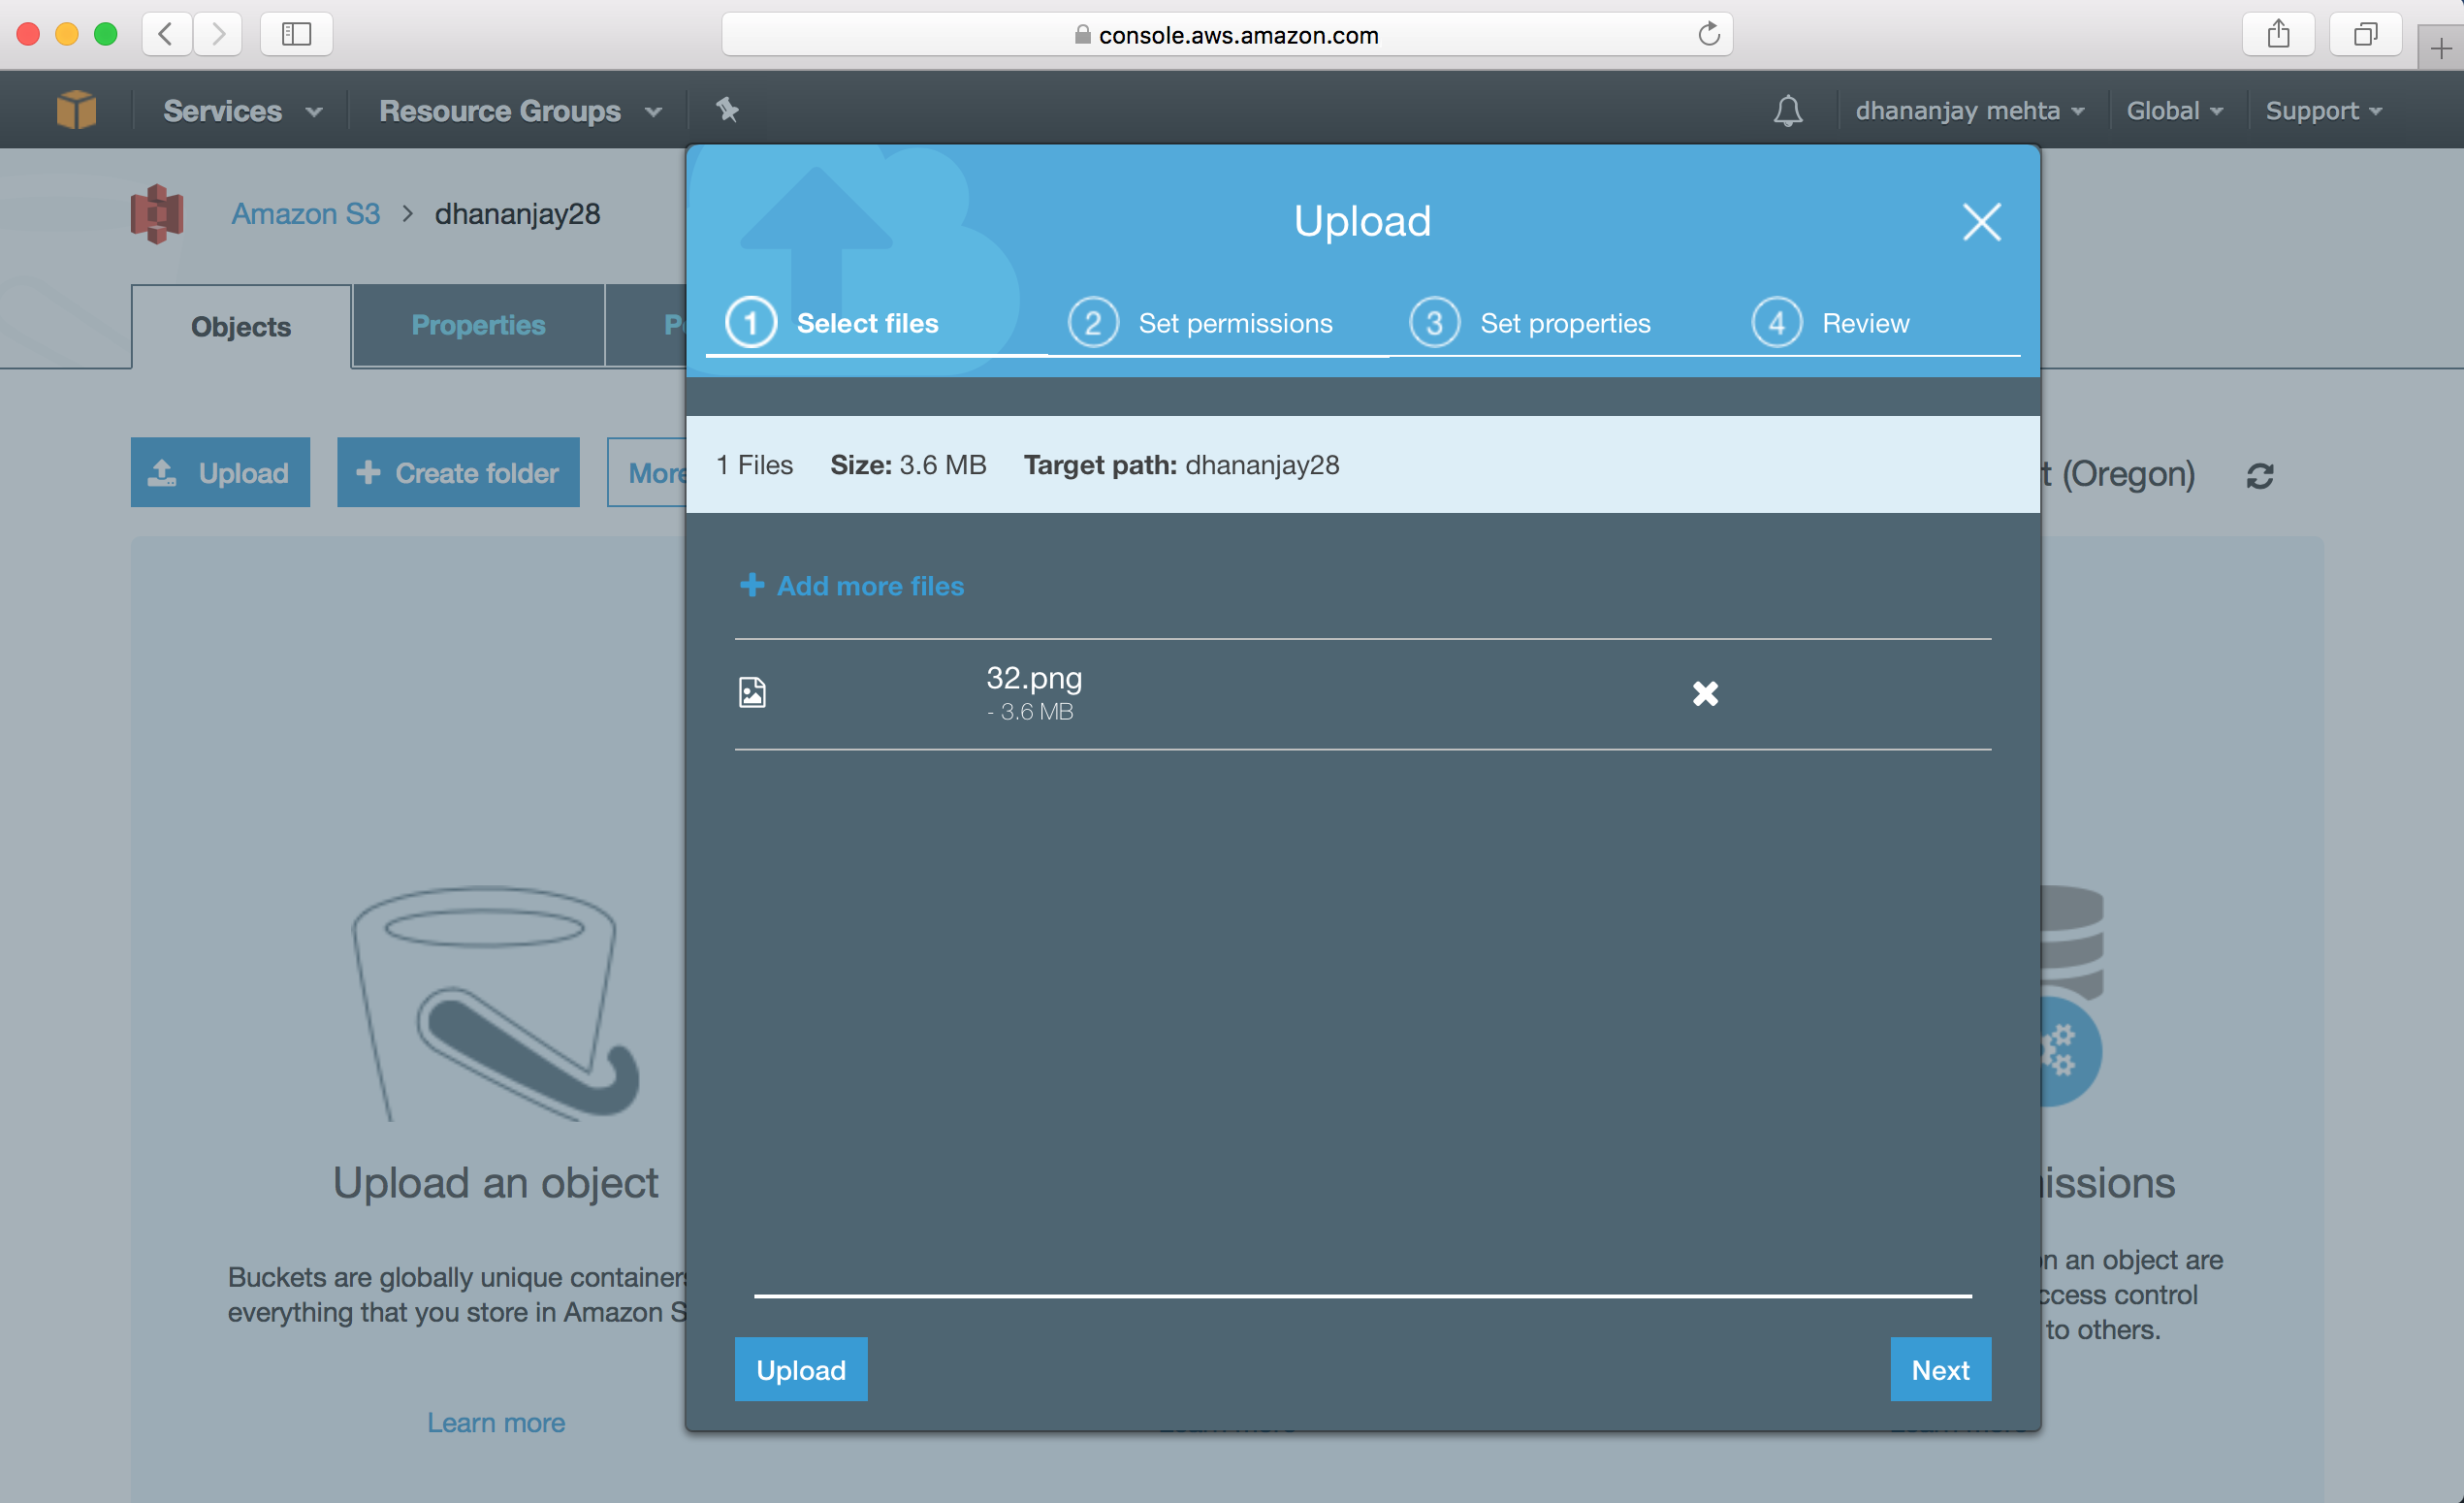 console.aws.amazon.com
Services Resource Groups dhananjay mehta Global Support
Amazon S3 > dhananjay28
Upload
Objects Properties
1 Select files 2 Set permissions 3 Set properties 4 Review
Upload Create folder More
1 Files Size: 3.6 MB Target path: dhananjay28
(Oregon)
Add more files
32.png
- 3.6 MB
Upload an object
Buckets are globally unique containers
everything that you store in Amazon
on an object are
access control
to others.
Learn more
Upload
Next